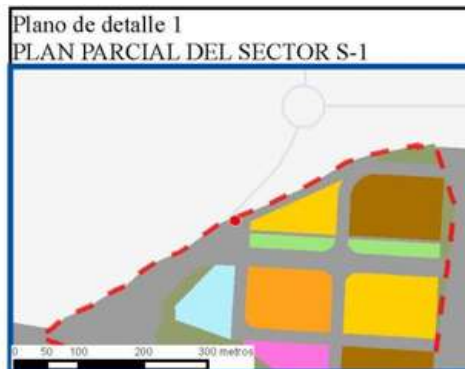 Plano de detalle 1
PLAN PARCIAL DEL SECTOR S-1
0 50 100 200 300 metros